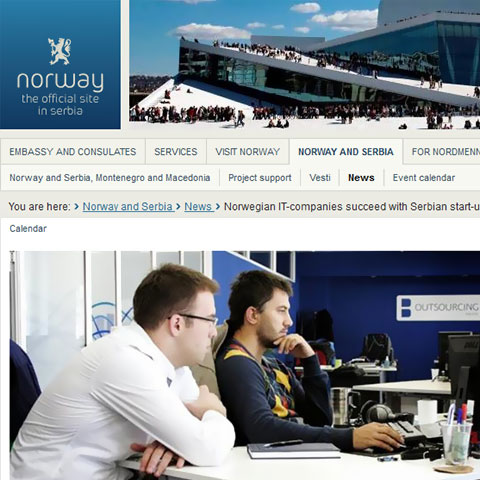 norway
the official site
in serbia
EMBASSY AND CONSULATES SERVICES VISIT NORWAY NORWAY AND SERBIA FOR NORDMENN
Norway and Serbia, Montenegro and Macedonia Project support Vesti News Event calendar
You are here: > Norway and Serbia > News > Norwegian IT-companies succeed with Serbian start-u
Calendar
OUTSOURCING